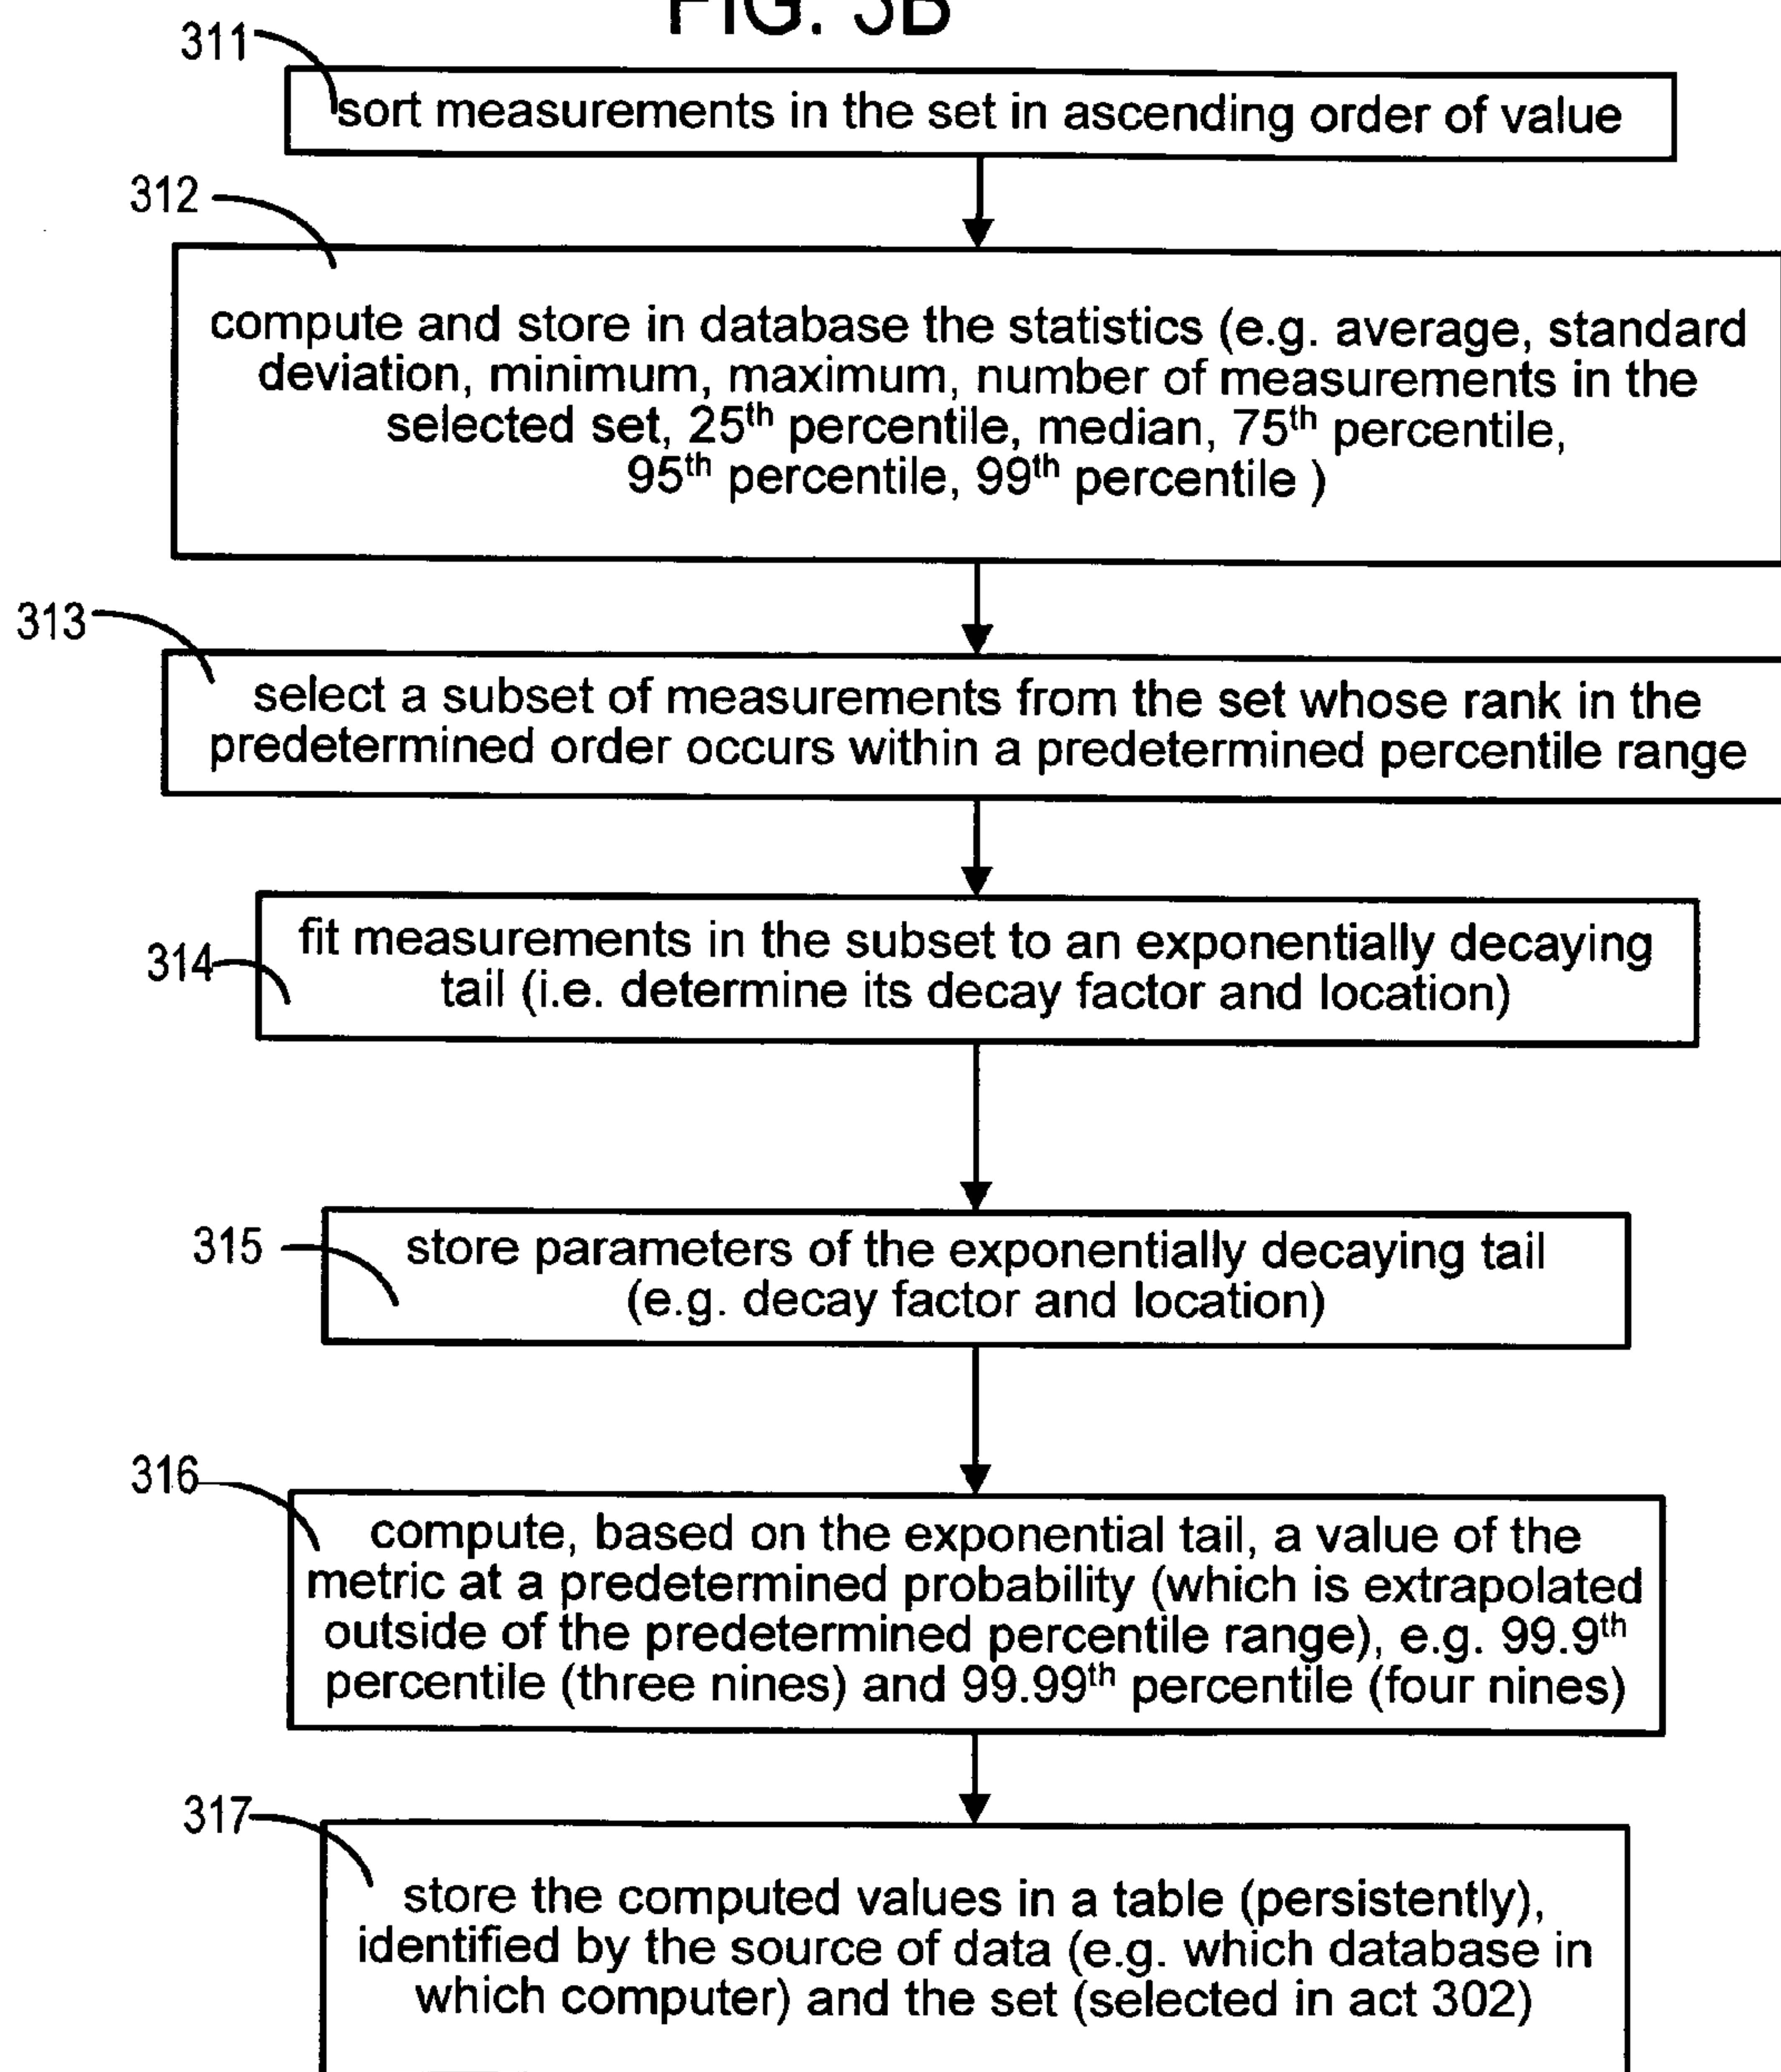 FIG. 3B
311
sort measurements in the set in ascending order of value
312
compute and store in database the statistics (e.g. average, standard
deviation, minimum, maximum, number of measurements in the
selected set, 25th percentile, median, 75th percentile,
95th percentile, 99th percentile )
313
select a subset of measurements from the set whose rank in the
predetermined order occurs within a predetermined percentile range
314
fit measurements in the subset to an exponentially decaying
tail (i.e. determine its decay factor and location)
315
store parameters of the exponentially decaying tail
(e.g. decay factor and location)
316
compute, based on the exponential tail, a value of the
metric at a predetermined probability (which is extrapolated
outside of the predetermined percentile range), e.g. 99.9th
percentile (three nines) and 99.99th percentile (four nines)
317
store the computed values in a table (persistently),
identified by the source of data (e.g. which database in
which computer) and the set (selected in act 302)